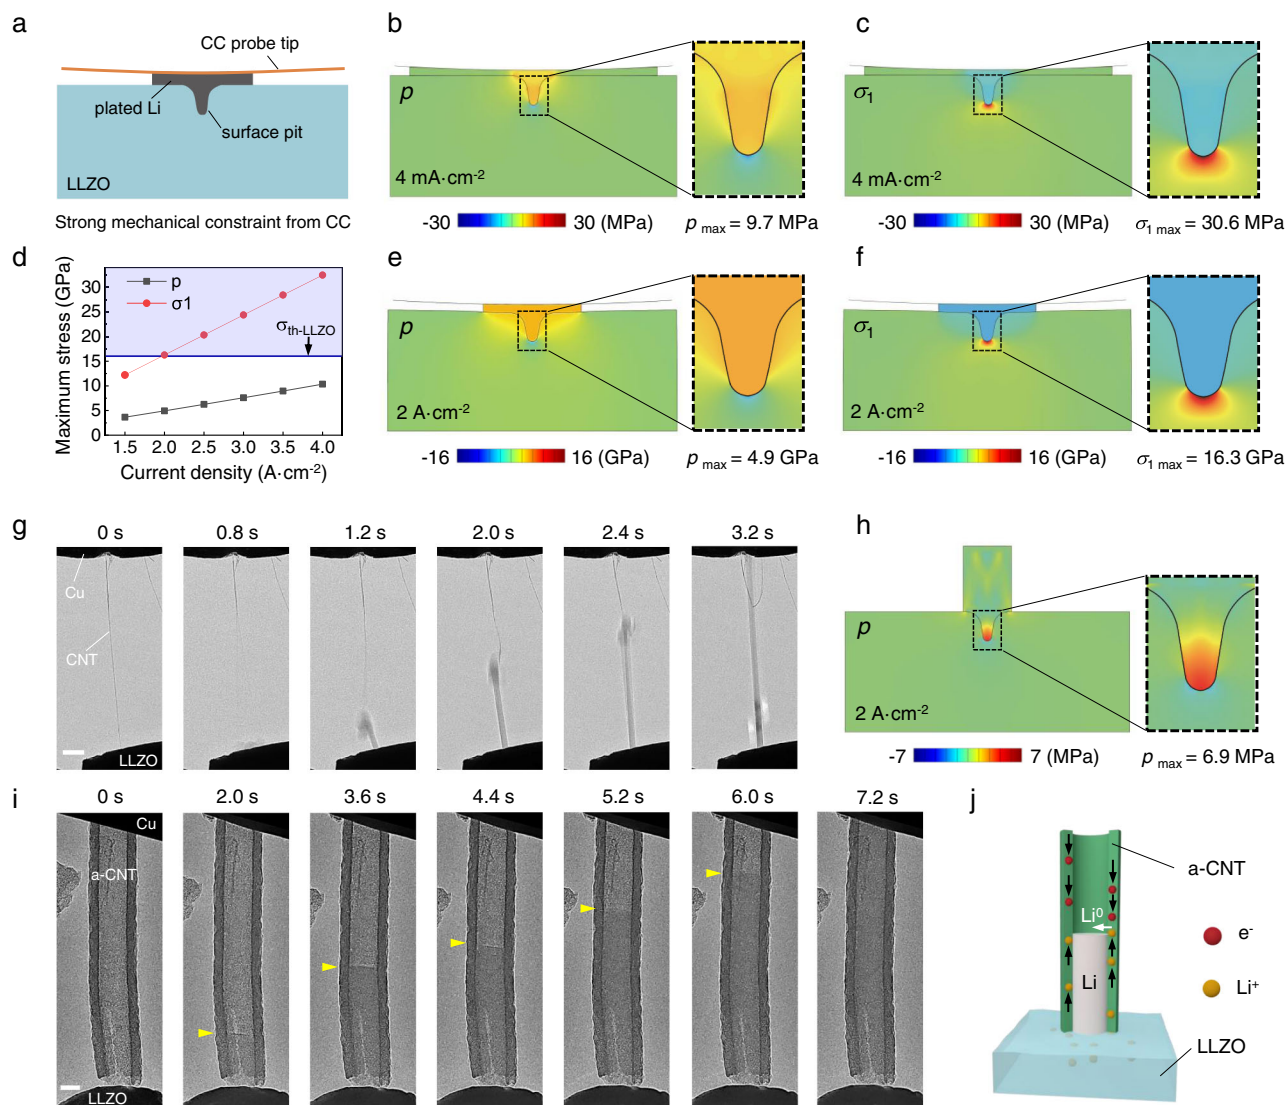 a
CC probe tip
plated Li
surface pit
LLZO
Strong mechanical constraint from CC
b
p
4 mA·cm-2
-30 30 (MPa) p max = 9.7 MPa
c
σ1
4 mA·cm-2
-30 30 (MPa) σ1 max = 30.6 MPa
d
Maximum stress (GPa)
30
25
20
15
10
5
0
p
σ1
σth-LLZO
1.5 2.0 2.5 3.0 3.5 4.0
Current density (A·cm-2)
e
p
2 A·cm-2
-16 16 (GPa) p max = 4.9 GPa
f
σ1
2 A·cm-2
-16 16 (GPa) σ1 max = 16.3 GPa
g
0 s 0.8 s 1.2 s 2.0 s 2.4 s 3.2 s
Cu
CNT
LLZO
h
p
2 A·cm-2
-7 7 (MPa) p max = 6.9 MPa
i
0 s 2.0 s 3.6 s 4.4 s 5.2 s 6.0 s 7.2 s
Cu
a-CNT
LLZO
j
a-CNT
Li0
e-
Li
Li+
LLZO